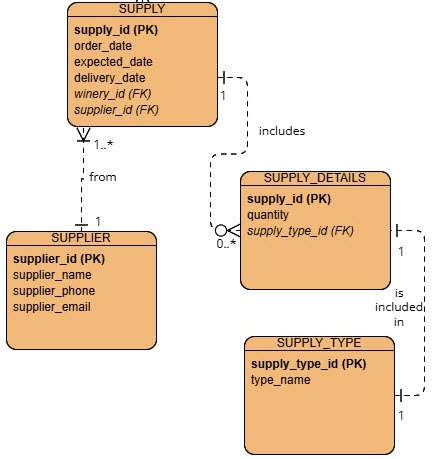 SUPPLY
supply_id (PK)
order_date
expected_date
delivery_date
winery_id (FK)
supplier_id (FK)
1
includes
1..*
from
1
SUPPLIER
supplier_id (PK)
supplier_name
supplier_phone
supplier_email
SUPPLY_DETAILS
supply_id (PK)
quantity
supply_type_id (FK)
0..*
1
is
included
in
SUPPLY_TYPE
supply_type_id (PK)
type_name
1